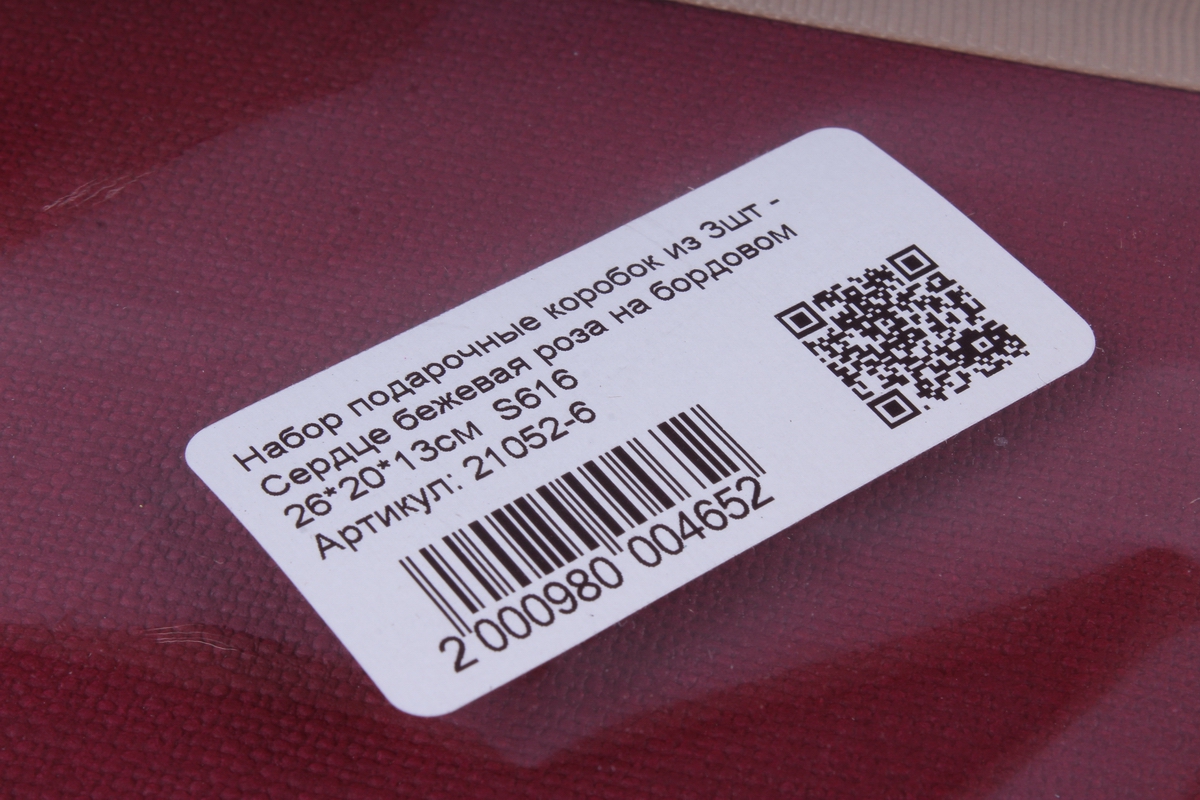 Набор подарочные коробок из 3шт -
Сердце бежевая роза на бордовом
26*20*13см S616
Артикул: 21052-6
2 000980 004652